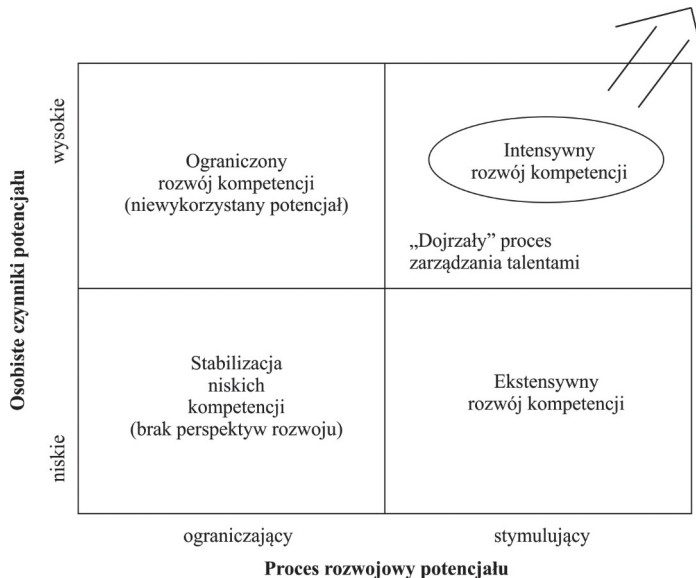 Osobiste czynniki potencjału
wysokie
niskie
Ograniczony
rozwój kompetencji
(niewykorzystany potencjał)
Intensywny
rozwój kompetencji
„Dojrzały” proces
zarządzania talentami
Stabilizacja
niskich
kompetencji
(brak perspektyw rozwoju)
Ekstensywny
rozwój kompetencji
ograniczający
stymulujący
Proces rozwojowy potencjału